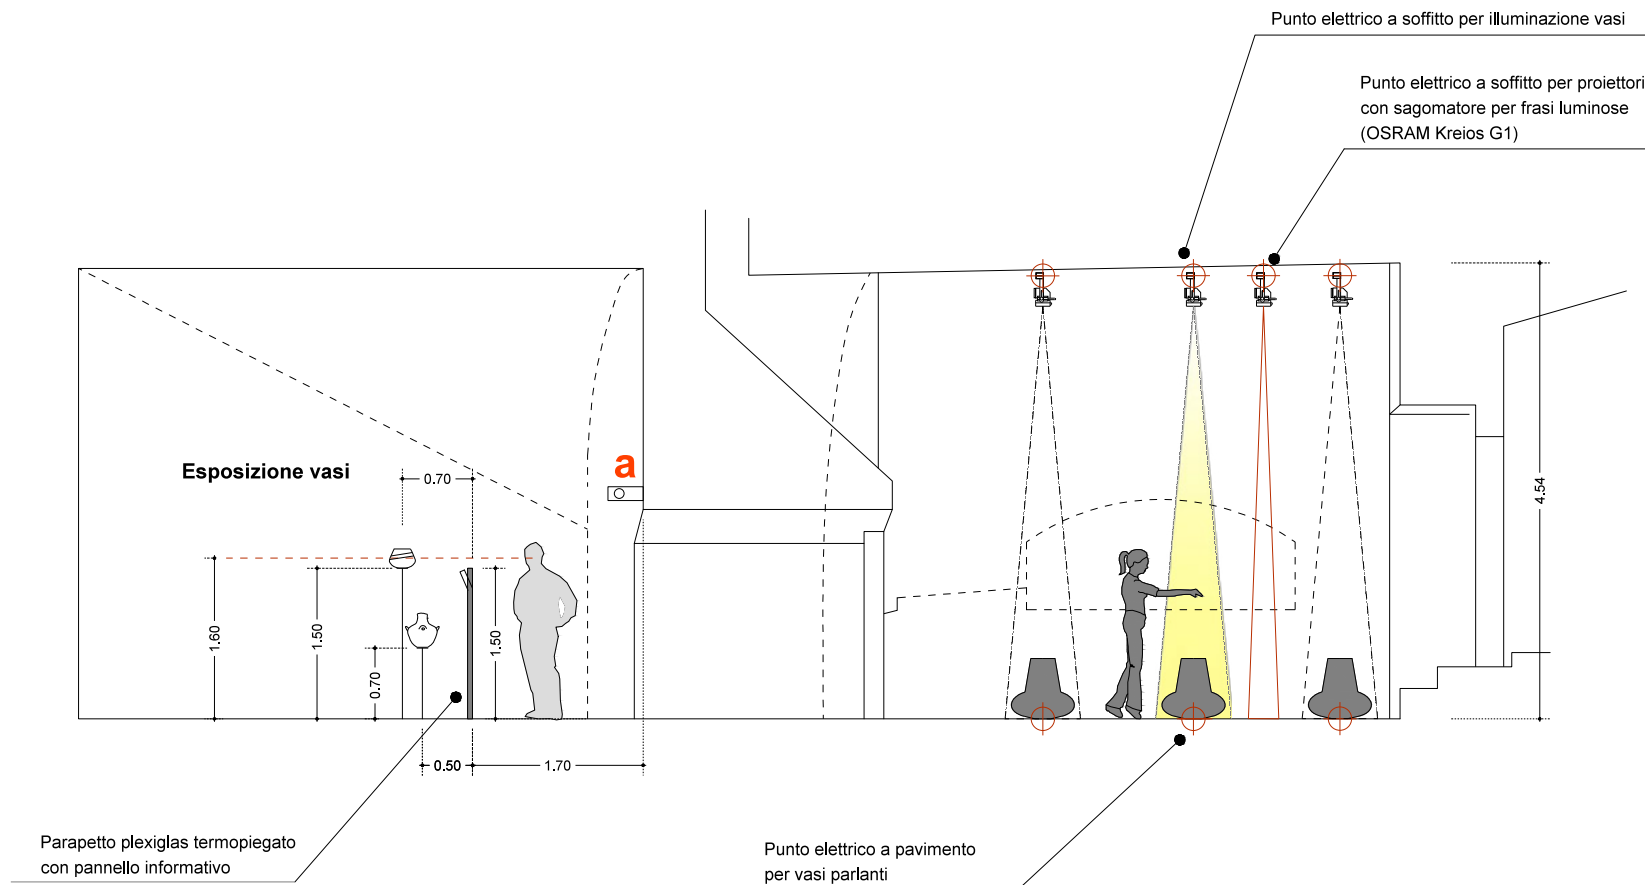 Punto elettrico a soffitto per illuminazione vasi
Punto elettrico a soffitto per proiettori
con sagomatore per frasi luminose
(OSRAM Kreios G1)
Esposizione vasi
0.70
a
4.54
1.60
1.50
0.70
1.50
0.50
1.70
Parapetto plexiglas termopiegato
con pannello informativo
Punto elettrico a pavimento
per vasi parlanti